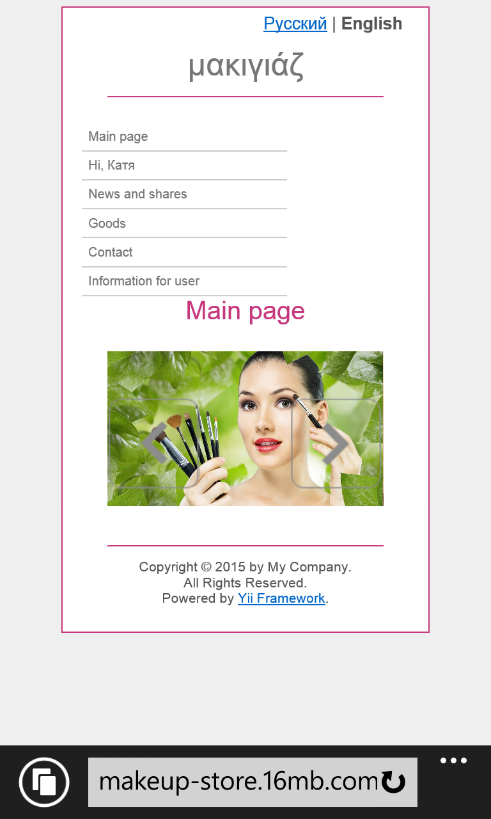 Русский | English
μακιγιάζ
Main page
Hi, Катя
News and shares
Goods
Contact
Information for user
Main page
Copyright © 2015 by My Company.
All Rights Reserved.
Powered by Yii Framework.
makeup-store.16mb.com